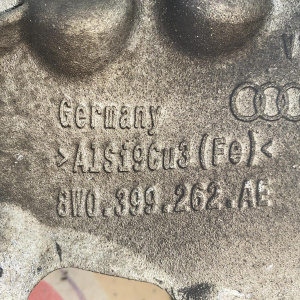 V
Germany
>AlSi9Cu3(Fe)<
8W0.399.262.AE